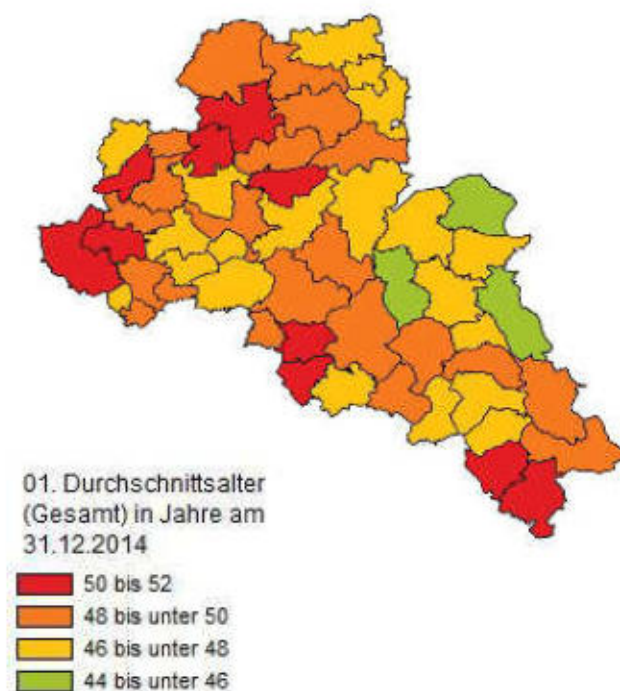 01. Durchschnittsalter
(Gesamt) in Jahre am
31.12.2014
50 bis 52
48 bis unter 50
46 bis unter 48
44 bis unter 46